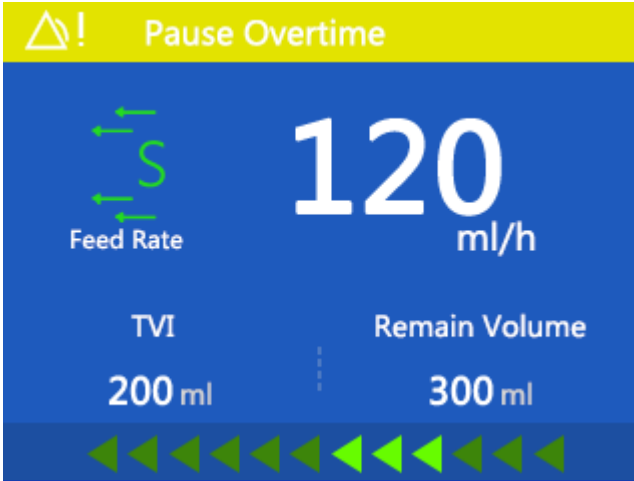 Pause Overtime
S
120
ml/h
Feed Rate
TVI
Remain Volume
200 ml
300 ml